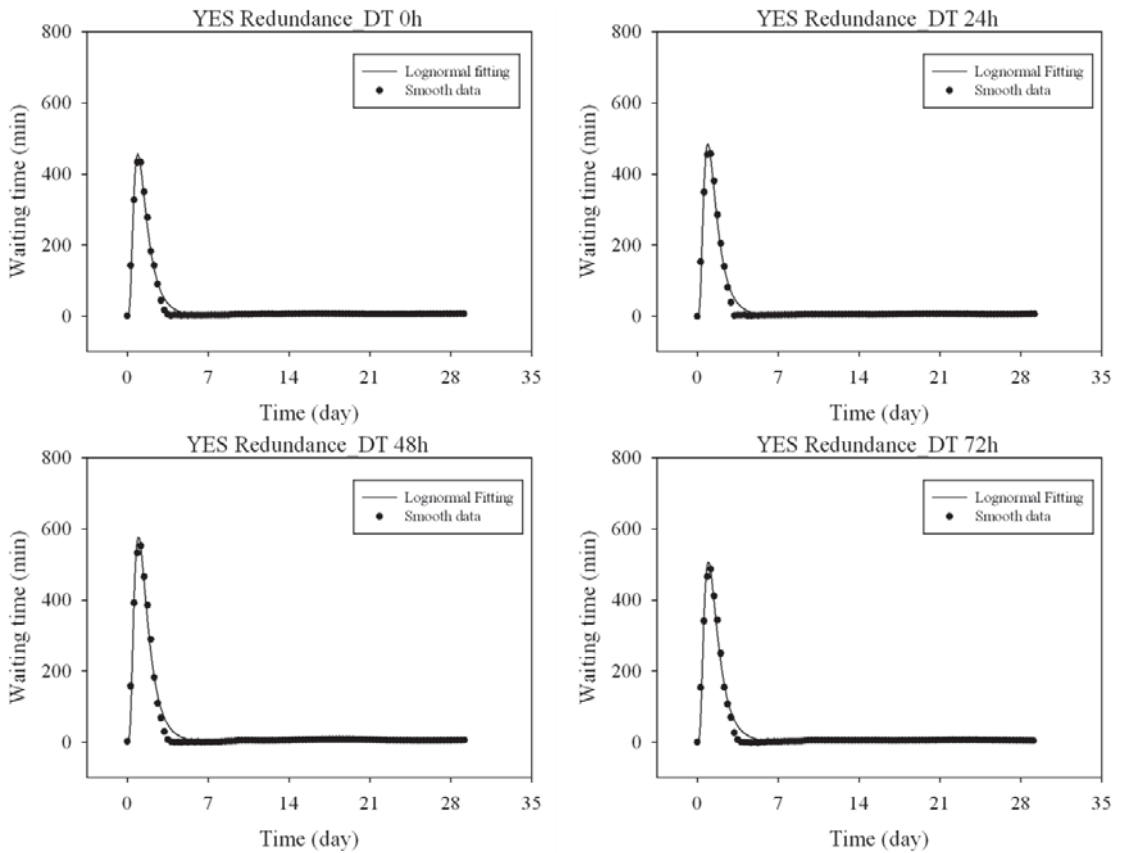 YES Redundance_DT 0h
800
600
400
200
0
Waiting time (min)
Lognormal fitting
Smooth data
0 7 14 21 28 35
Time (day)
YES Redundance_DT 24h
800
600
400
200
0
Waiting time (min)
Lognormal Fitting
Smooth data
0 7 14 21 28 35
Time (day)
YES Redundance_DT 48h
800
600
400
200
0
Waiting time (min)
Lognormal Fitting
Smooth data
0 7 14 21 28 35
Time (day)
YES Redundance_DT 72h
800
600
400
200
0
Waiting time (min)
Lognormal Fitting
Smooth data
0 7 14 21 28 35
Time (day)